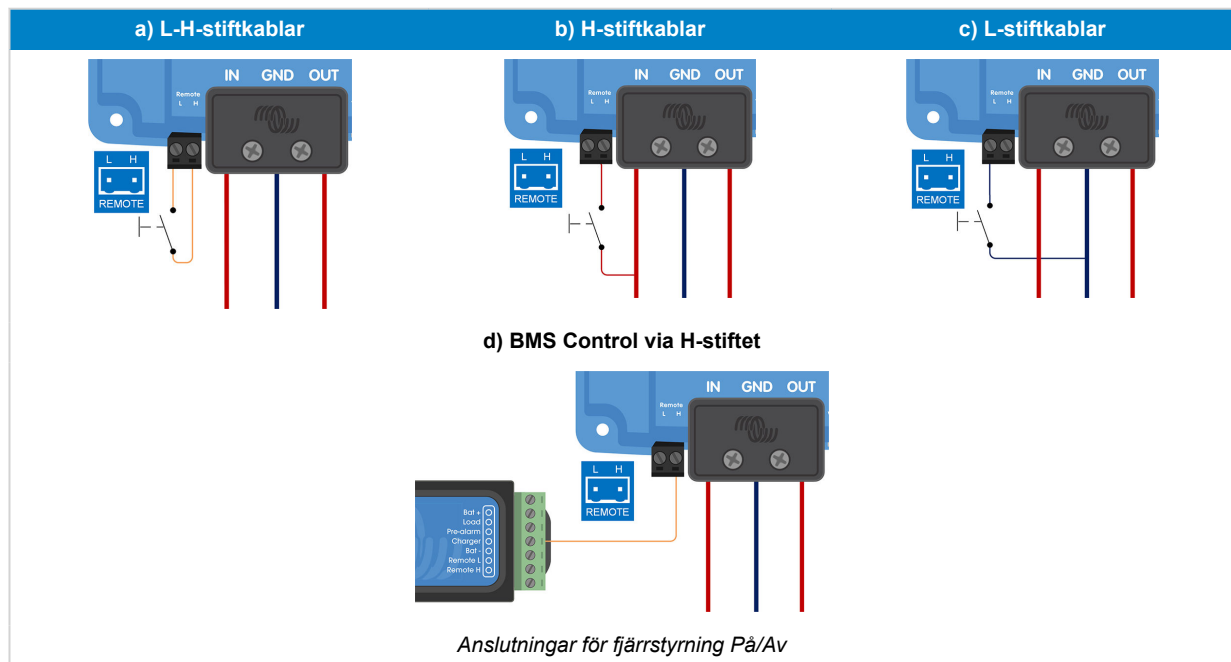 a) L-H-stiftkablar
b) H-stiftkablar
c) L-stiftkablar
Remote
L H
IN GND OUT
L H
REMOTE
Remote
L H
IN GND OUT
L H
REMOTE
Remote
L H
IN GND OUT
L H
REMOTE
d) BMS Control via H-stiftet
Remote
L H
IN GND OUT
L H
REMOTE
Bat +
Load
Pre-alarm
Charger
Bat -
Remote L
Remote H
Anslutningar för fjärrstyrning På/Av